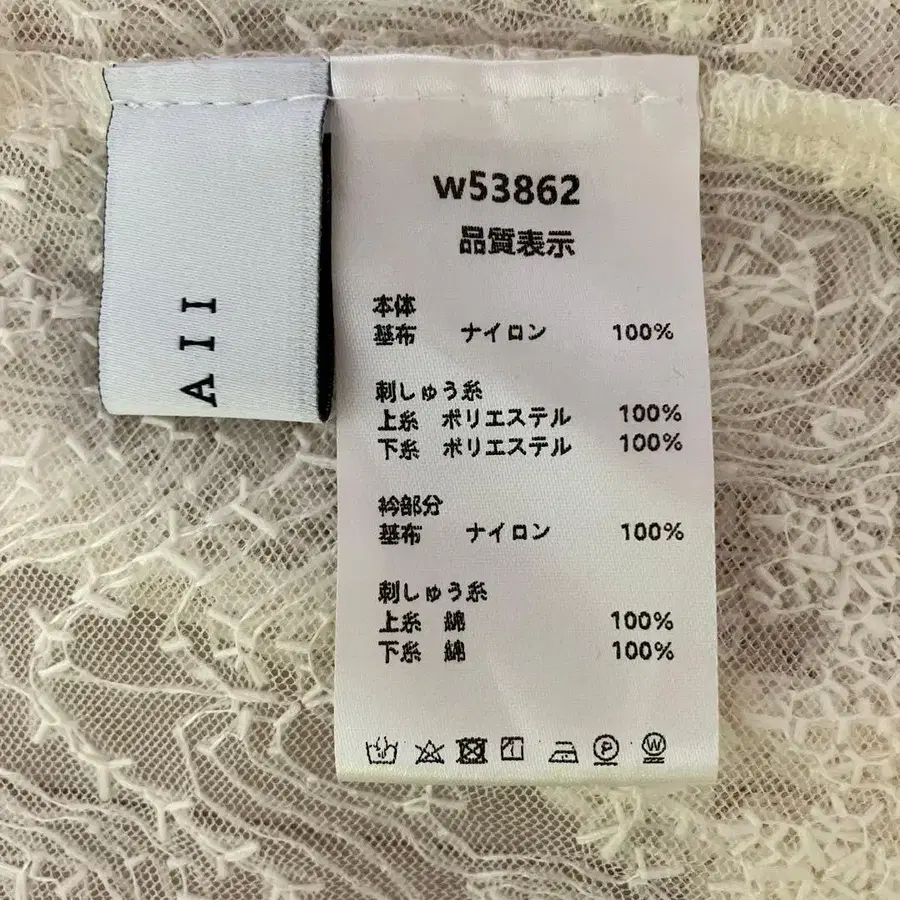 AII
w53862
品質表示
本体
基布 ナイロン 100%
刺しゅう糸
上糸 ポリエステル 100%
下糸 ポリエステル 100%
衿部分
基布 ナイロン 100%
刺しゅう糸
上糸 綿 100%
下糸 綿 100%
P W